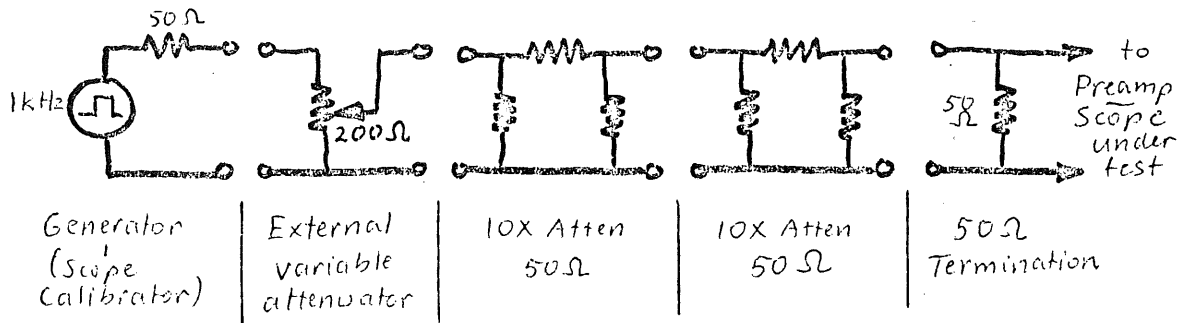 50Ω
1kHz
200Ω
50
Ω
to
Preamp
Scope
under
test
Generator
(Scope
Calibrator)
External
variable
attenuator
10X Atten
50Ω
10X Atten
50Ω
50Ω
Termination